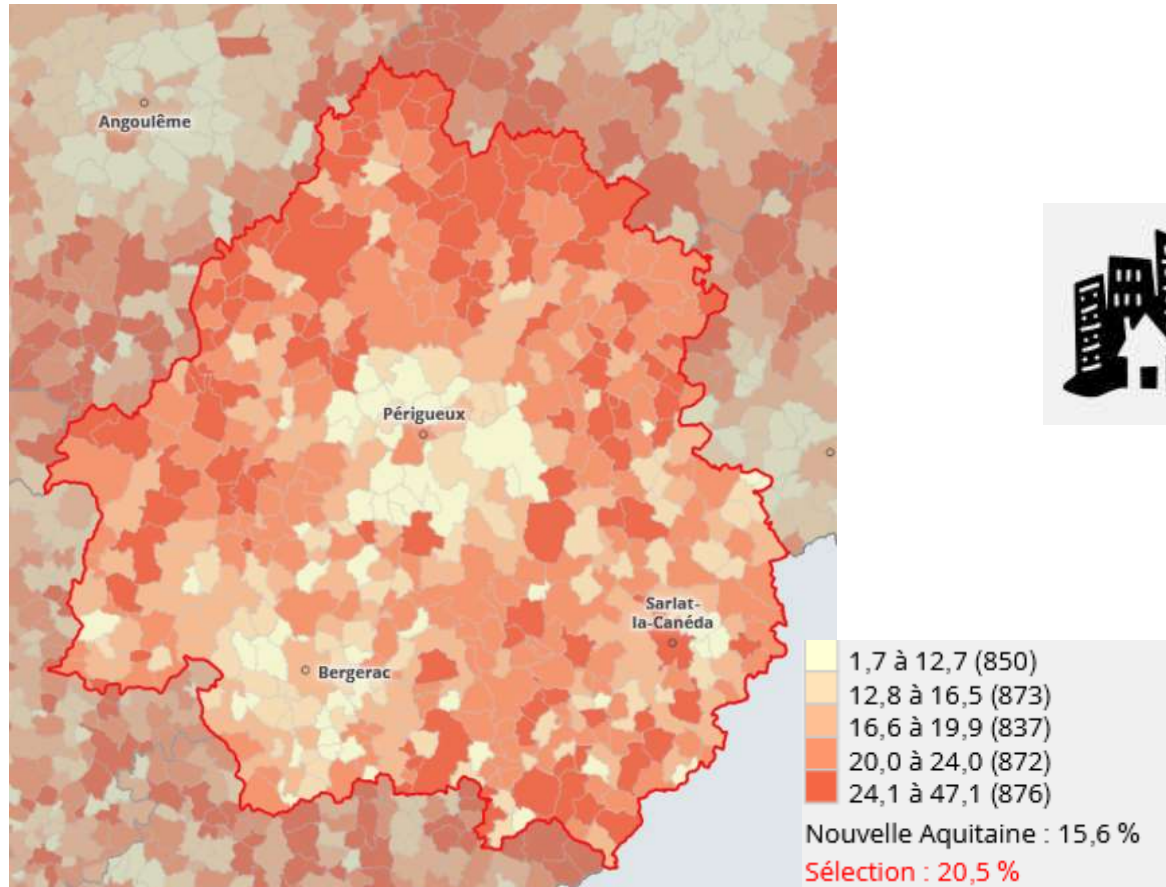 Angoulême
Périgueux
Sarlat-
la-Canéda
Bergerac
1,7 à 12,7 (850)
12,8 à 16,5 (873)
16,6 à 19,9 (837)
20,0 à 24,0 (872)
24,1 à 47,1 (876)
Nouvelle Aquitaine : 15,6 %
Sélection : 20,5 %